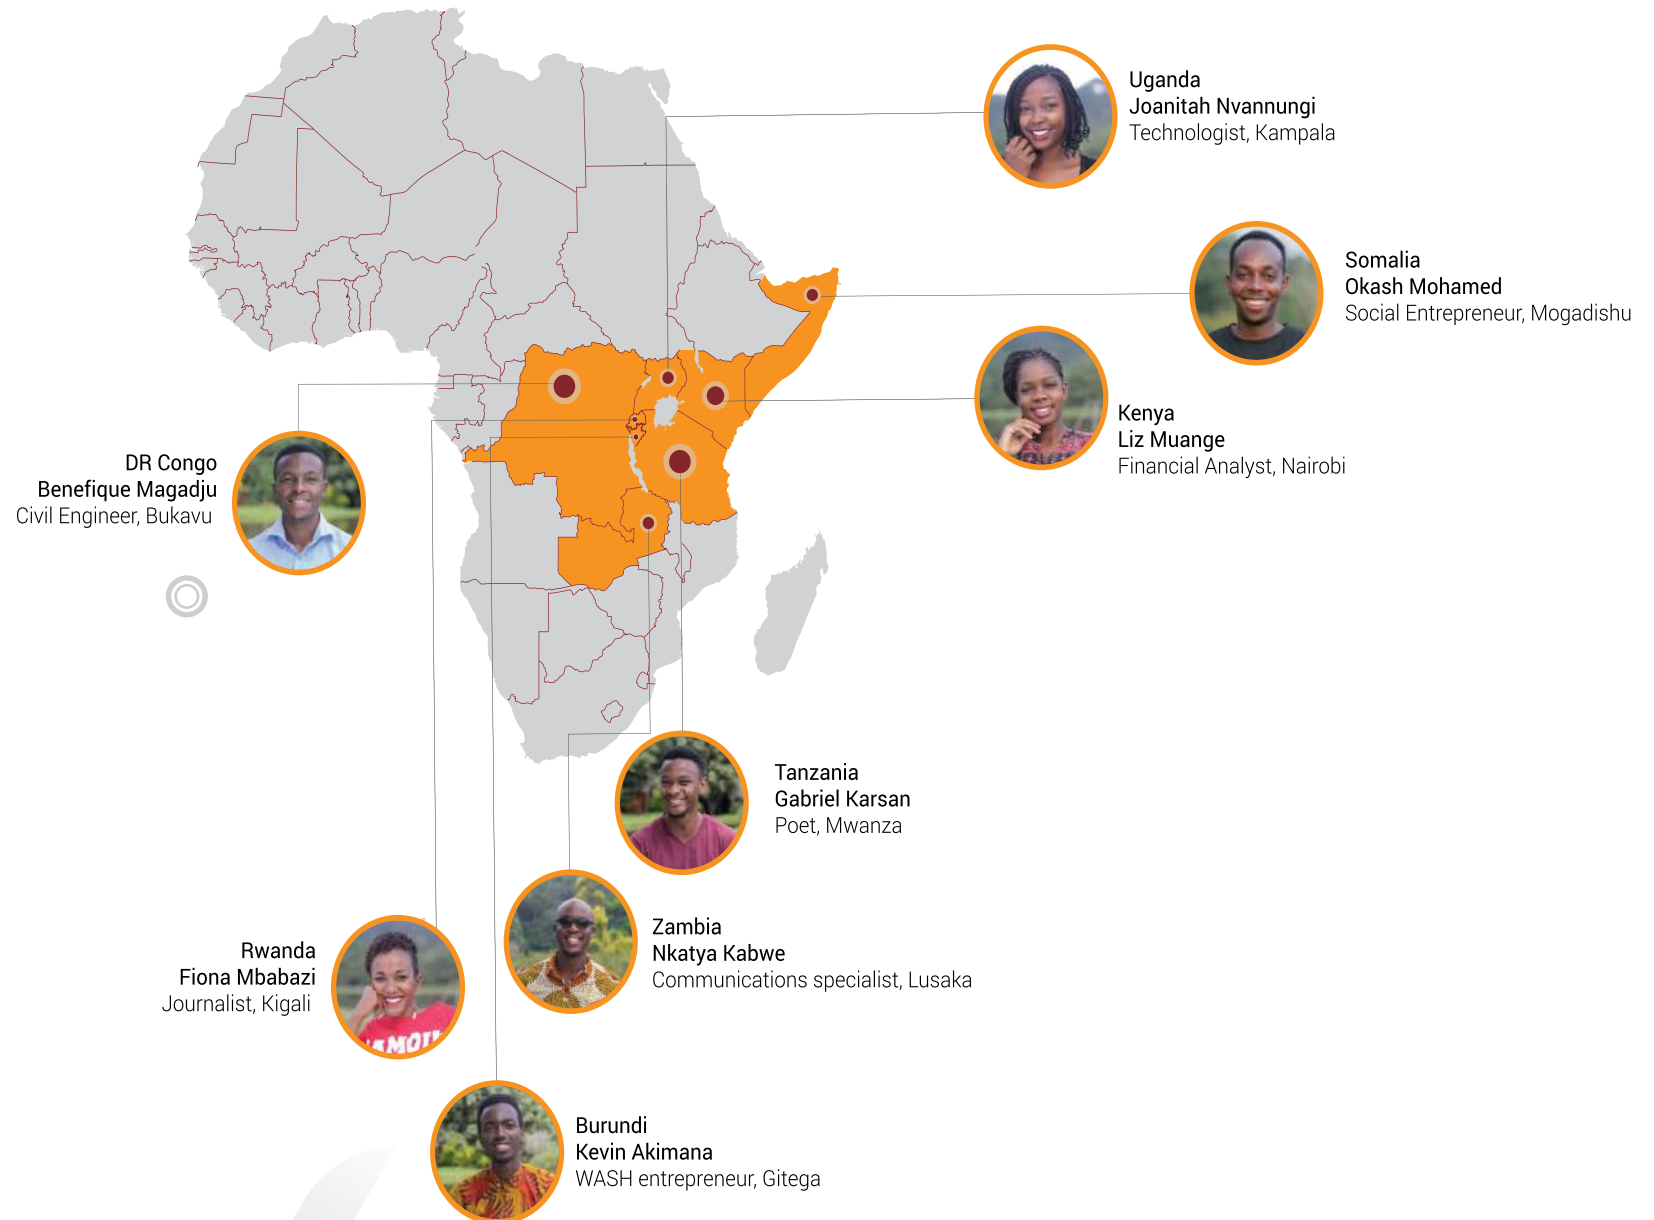 Uganda
Joanitah Nvannungi
Technologist, Kampala
Somalia
Okash Mohamed
Social Entrepreneur, Mogadishu
Kenya
Liz Muange
Financial Analyst, Nairobi
DR Congo
Benefique Magadju
Civil Engineer, Bukavu
Tanzania
Gabriel Karsan
Poet, Mwanza
Zambia
Nkatya Kabwe
Communications specialist, Lusaka
Rwanda
Fiona Mbabazi
Journalist, Kigali
Burundi
Kevin Akimana
WASH entrepreneur, Gitega